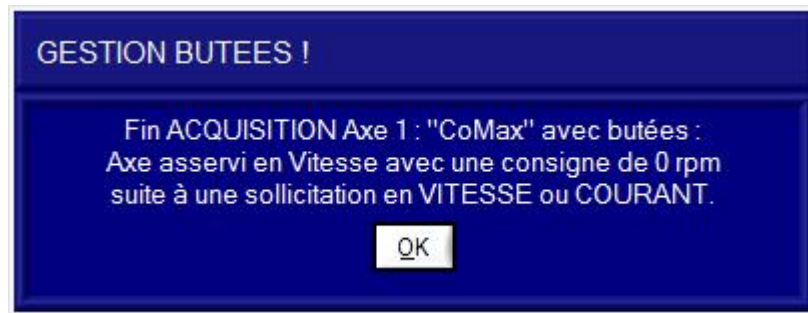 GESTION BUTEES !
Fin ACQUISITION Axe 1 : "CoMax" avec butées :
Axe asservi en Vitesse avec une consigne de 0 rpm
suite à une sollicitation en VITESSE ou COURANT.
OK